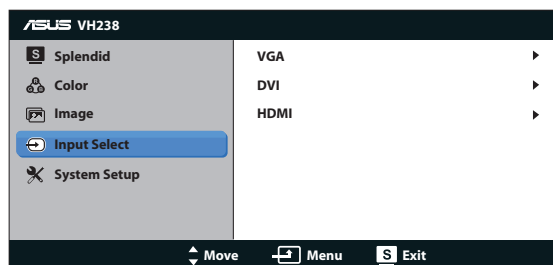 ASUS VH238
S Splendid
Color
Image
Input Select
System Setup
VGA
DVI
HDMI
Move Menu S Exit